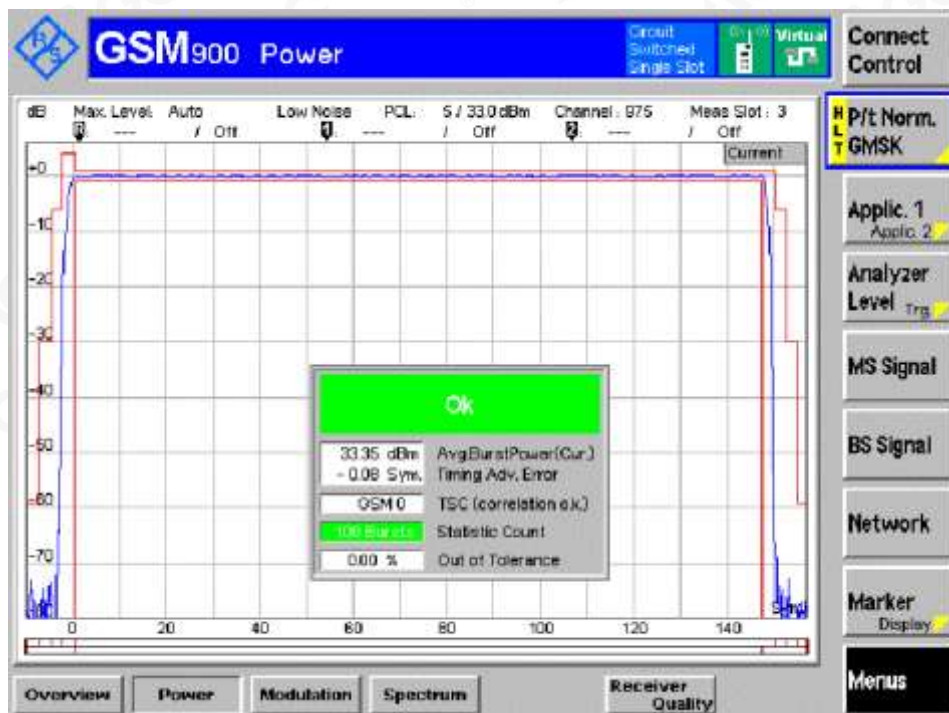 GSM900 Power
Circuit
Switched
Single Slot
Virtual
Connect
Control
dB Max. Level: Auto Low Noise PCL: 5 / 33.0 dBm Channel: 975 Meas Slot: 3
--- / Off --- / Off --- / Off
Current
H
L
T
P/t Norm.
GMSK
Applic. 1
Applic. 2
Analyzer
Level Trg.
MS Signal
BS Signal
Network
Marker
Display
Menus
+0
-10
-20
-30
-40
-50
-60
-70
Ok
33.35 dBm Avg.BurstPower(Cur.)
- 0.08 Sym. Timing Adv. Error
GSM 0 TSC (correlation o.k.)
100 Bursts Statistic Count
0.00 % Out of Tolerance
0 20 40 60 80 100 120 140
Overview Power Modulation Spectrum Receiver
Quality